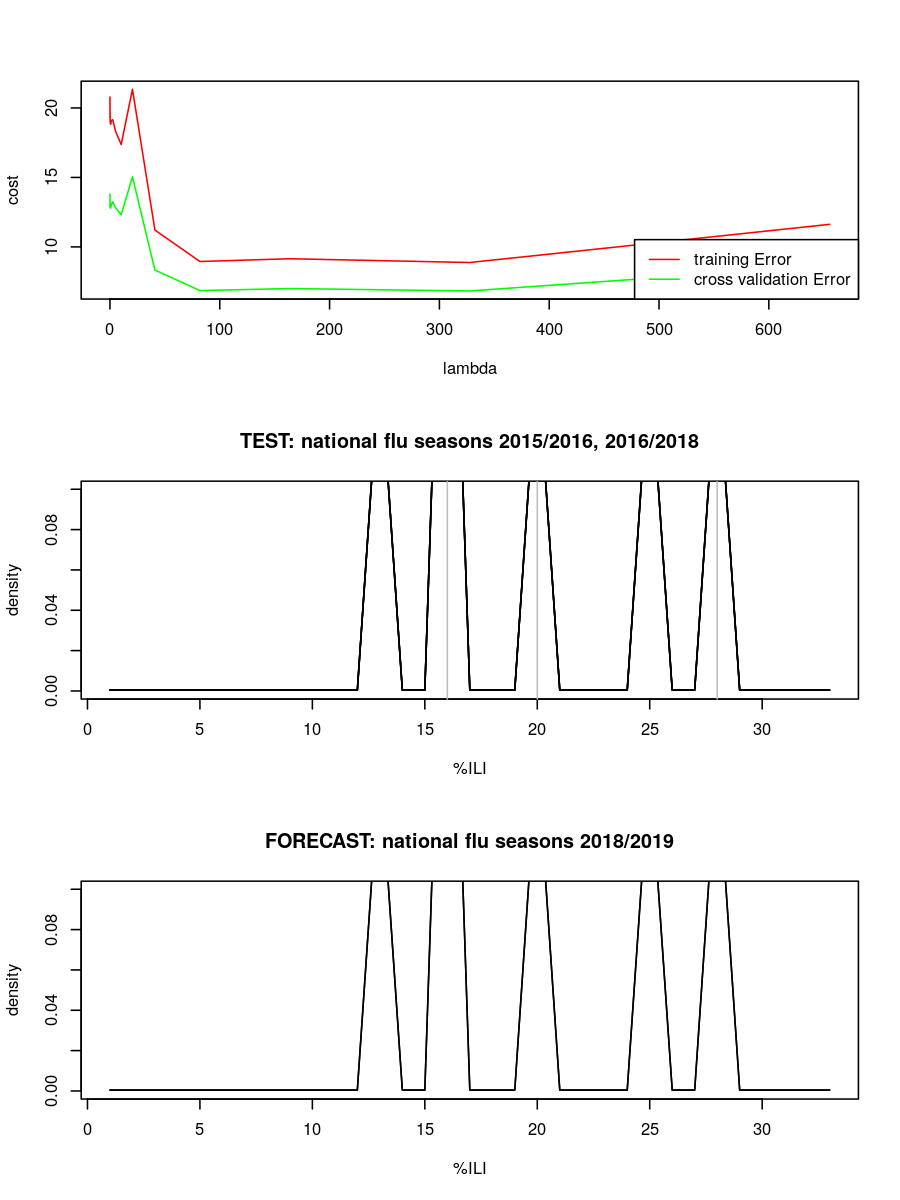 20
15
10
cost
training Error
cross validation Error
0 100 200 300 400 500 600
lambda
TEST: national flu seasons 2015/2016, 2016/2018
0.08
0.04
0.00
density
0 5 10 15 20 25 30
%ILI
FORECAST: national flu seasons 2018/2019
0.08
0.04
0.00
density
0 5 10 15 20 25 30
%ILI